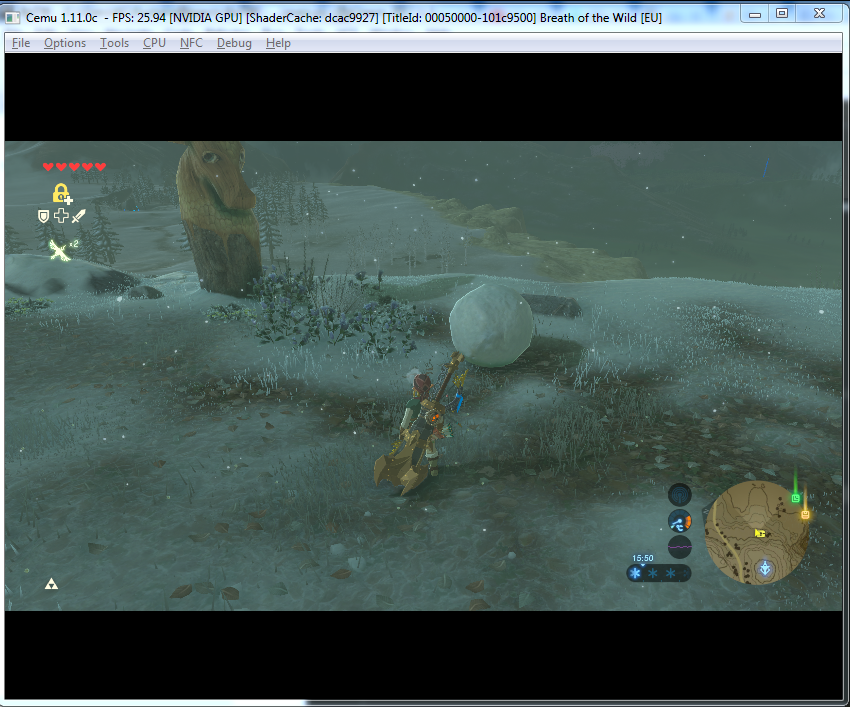 Cemu 1.11.0c - FPS: 25.94 [NVIDIA GPU] [ShaderCache: dcac9927] [TitleId: 00050000-101c9500] Breath of the Wild [EU]
File Options Tools CPU NFC Debug Help
x2
15:50